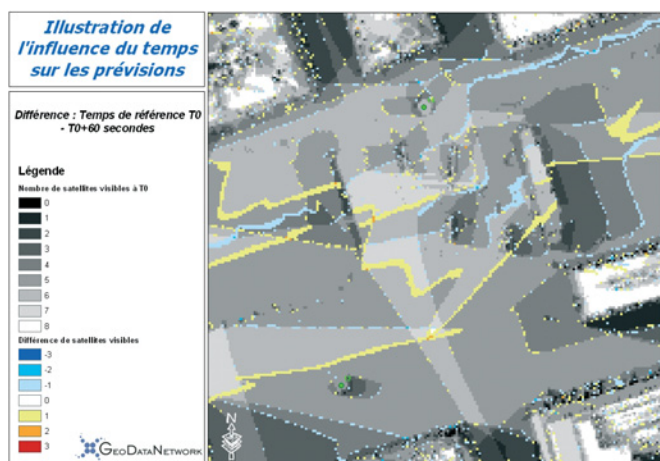 Illustration de
l'influence du temps
sur les prévisions
Différence : Temps de référence T0
- T0+60 secondes
Légende
Nombre de satellites visibles à T0
0
1
2
3
4
5
6
7
8
Différence de satellites visibles
-3
-2
-1
0
1
2
3
GEODATANETWORK
N